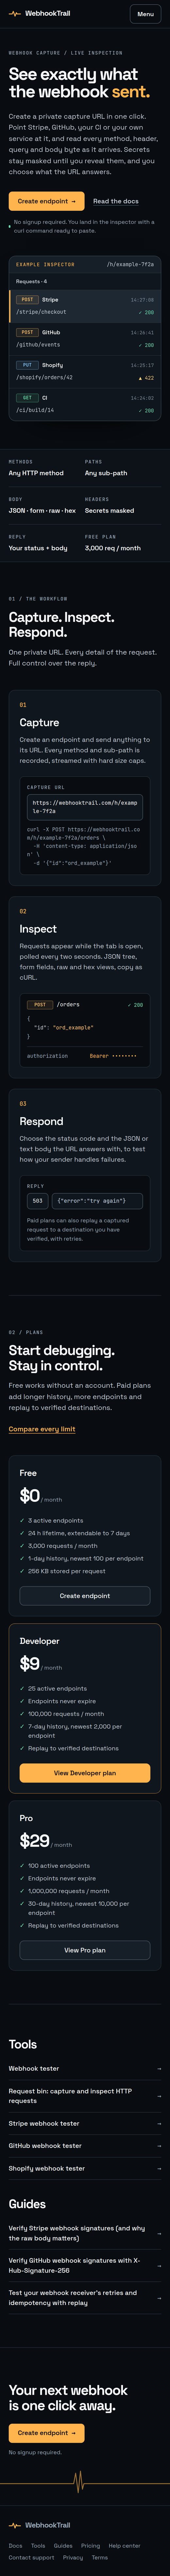 WebhookTrail
Menu
WEBHOOK CAPTURE / LIVE INSPECTION
See exactly what
the webhook sent.
Create a private capture URL in one click.
Point Stripe, GitHub, your CI or your own
service at it, and read every method, header,
query and body byte as it arrives. Secrets
stay masked until you reveal them, and you
choose what the URL answers.
Create endpoint →
Read the docs
No signup required. You land in the inspector with a
curl command ready to paste.
EXAMPLE INSPECTOR
/h/example-7f2a
Requests · 4
POST Stripe 14:27:08
/stripe/checkout ✓ 200
POST GitHub 14:26:41
/github/events ✓ 200
PUT Shopify 14:25:17
/shopify/orders/42 ▲ 422
GET CI 14:24:02
/ci/build/14 ✓ 200
METHODS
Any HTTP method
PATHS
Any sub-path
BODY
JSON · form · raw · hex
HEADERS
Secrets masked
REPLY
Your status + body
FREE PLAN
3,000 req / month
01 / THE WORKFLOW
Capture. Inspect.
Respond.
One private URL. Every detail of the request.
Full control over the reply.
01
Capture
Create an endpoint and send anything to
its URL. Every method and sub-path is
recorded, streamed with hard size caps.
CAPTURE URL
https://webhooktrail.com/h/examp
le-7f2a
curl -X POST https://webhooktrail.co
m/h/example-7f2a/orders \
-H 'content-type: application/jso
n' \
-d '{"id":"ord_example"}'
02
Inspect
Requests appear while the tab is open,
polled every two seconds. JSON tree,
form fields, raw and hex views, copy as
cURL.
POST /orders ✓ 200
{
"id": "ord_example"
}
authorization Bearer ••••••••
03
Respond
Choose the status code and the JSON or
text body the URL answers with, to test
how your sender handles failures.
REPLY
503 {"error":"try again"}
Paid plans can also replay a captured
request to a destination you have
verified, with retries.
02 / PLANS
Start debugging.
Stay in control.
Free works without an account. Paid plans
add longer history, more endpoints and
replay to verified destinations.
Compare every limit
Free
$0 / month
✓ 3 active endpoints
✓ 24 h lifetime, extendable to 7 days
✓ 3,000 requests / month
✓ 1-day history, newest 100 per endpoint
✓ 256 KB stored per request
Create endpoint
Developer
$9 / month
✓ 25 active endpoints
✓ Endpoints never expire
✓ 100,000 requests / month
✓ 7-day history, newest 2,000 per
endpoint
✓ Replay to verified destinations
View Developer plan
Pro
$29 / month
✓ 100 active endpoints
✓ Endpoints never expire
✓ 1,000,000 requests / month
✓ 30-day history, newest 10,000 per
endpoint
✓ Replay to verified destinations
View Pro plan
Tools
Webhook tester →
Request bin: capture and inspect HTTP
requests →
Stripe webhook tester →
GitHub webhook tester →
Shopify webhook tester →
Guides
Verify Stripe webhook signatures (and why
the raw body matters) →
Verify GitHub webhook signatures with X-
Hub-Signature-256 →
Test your webhook receiver's retries and
idempotency with replay →
Your next webhook
is one click away.
Create endpoint →
No signup required.
WebhookTrail
Docs Tools Guides Pricing Help center
Contact support Privacy Terms